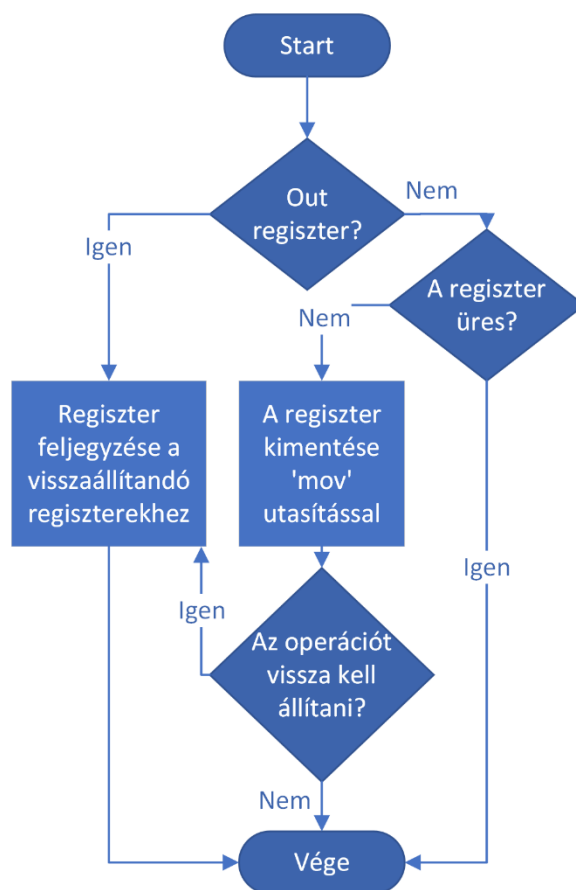 Start
Out
regiszter?
Nem
Igen
A regiszter
üres?
Nem
Regiszter
feljegyzése a
visszaállítandó
regiszterekhez
A regiszter
kimentése
'mov'
utasítással
Igen
Igen
Az operációt
vissza kell
állítani?
Nem
Vége